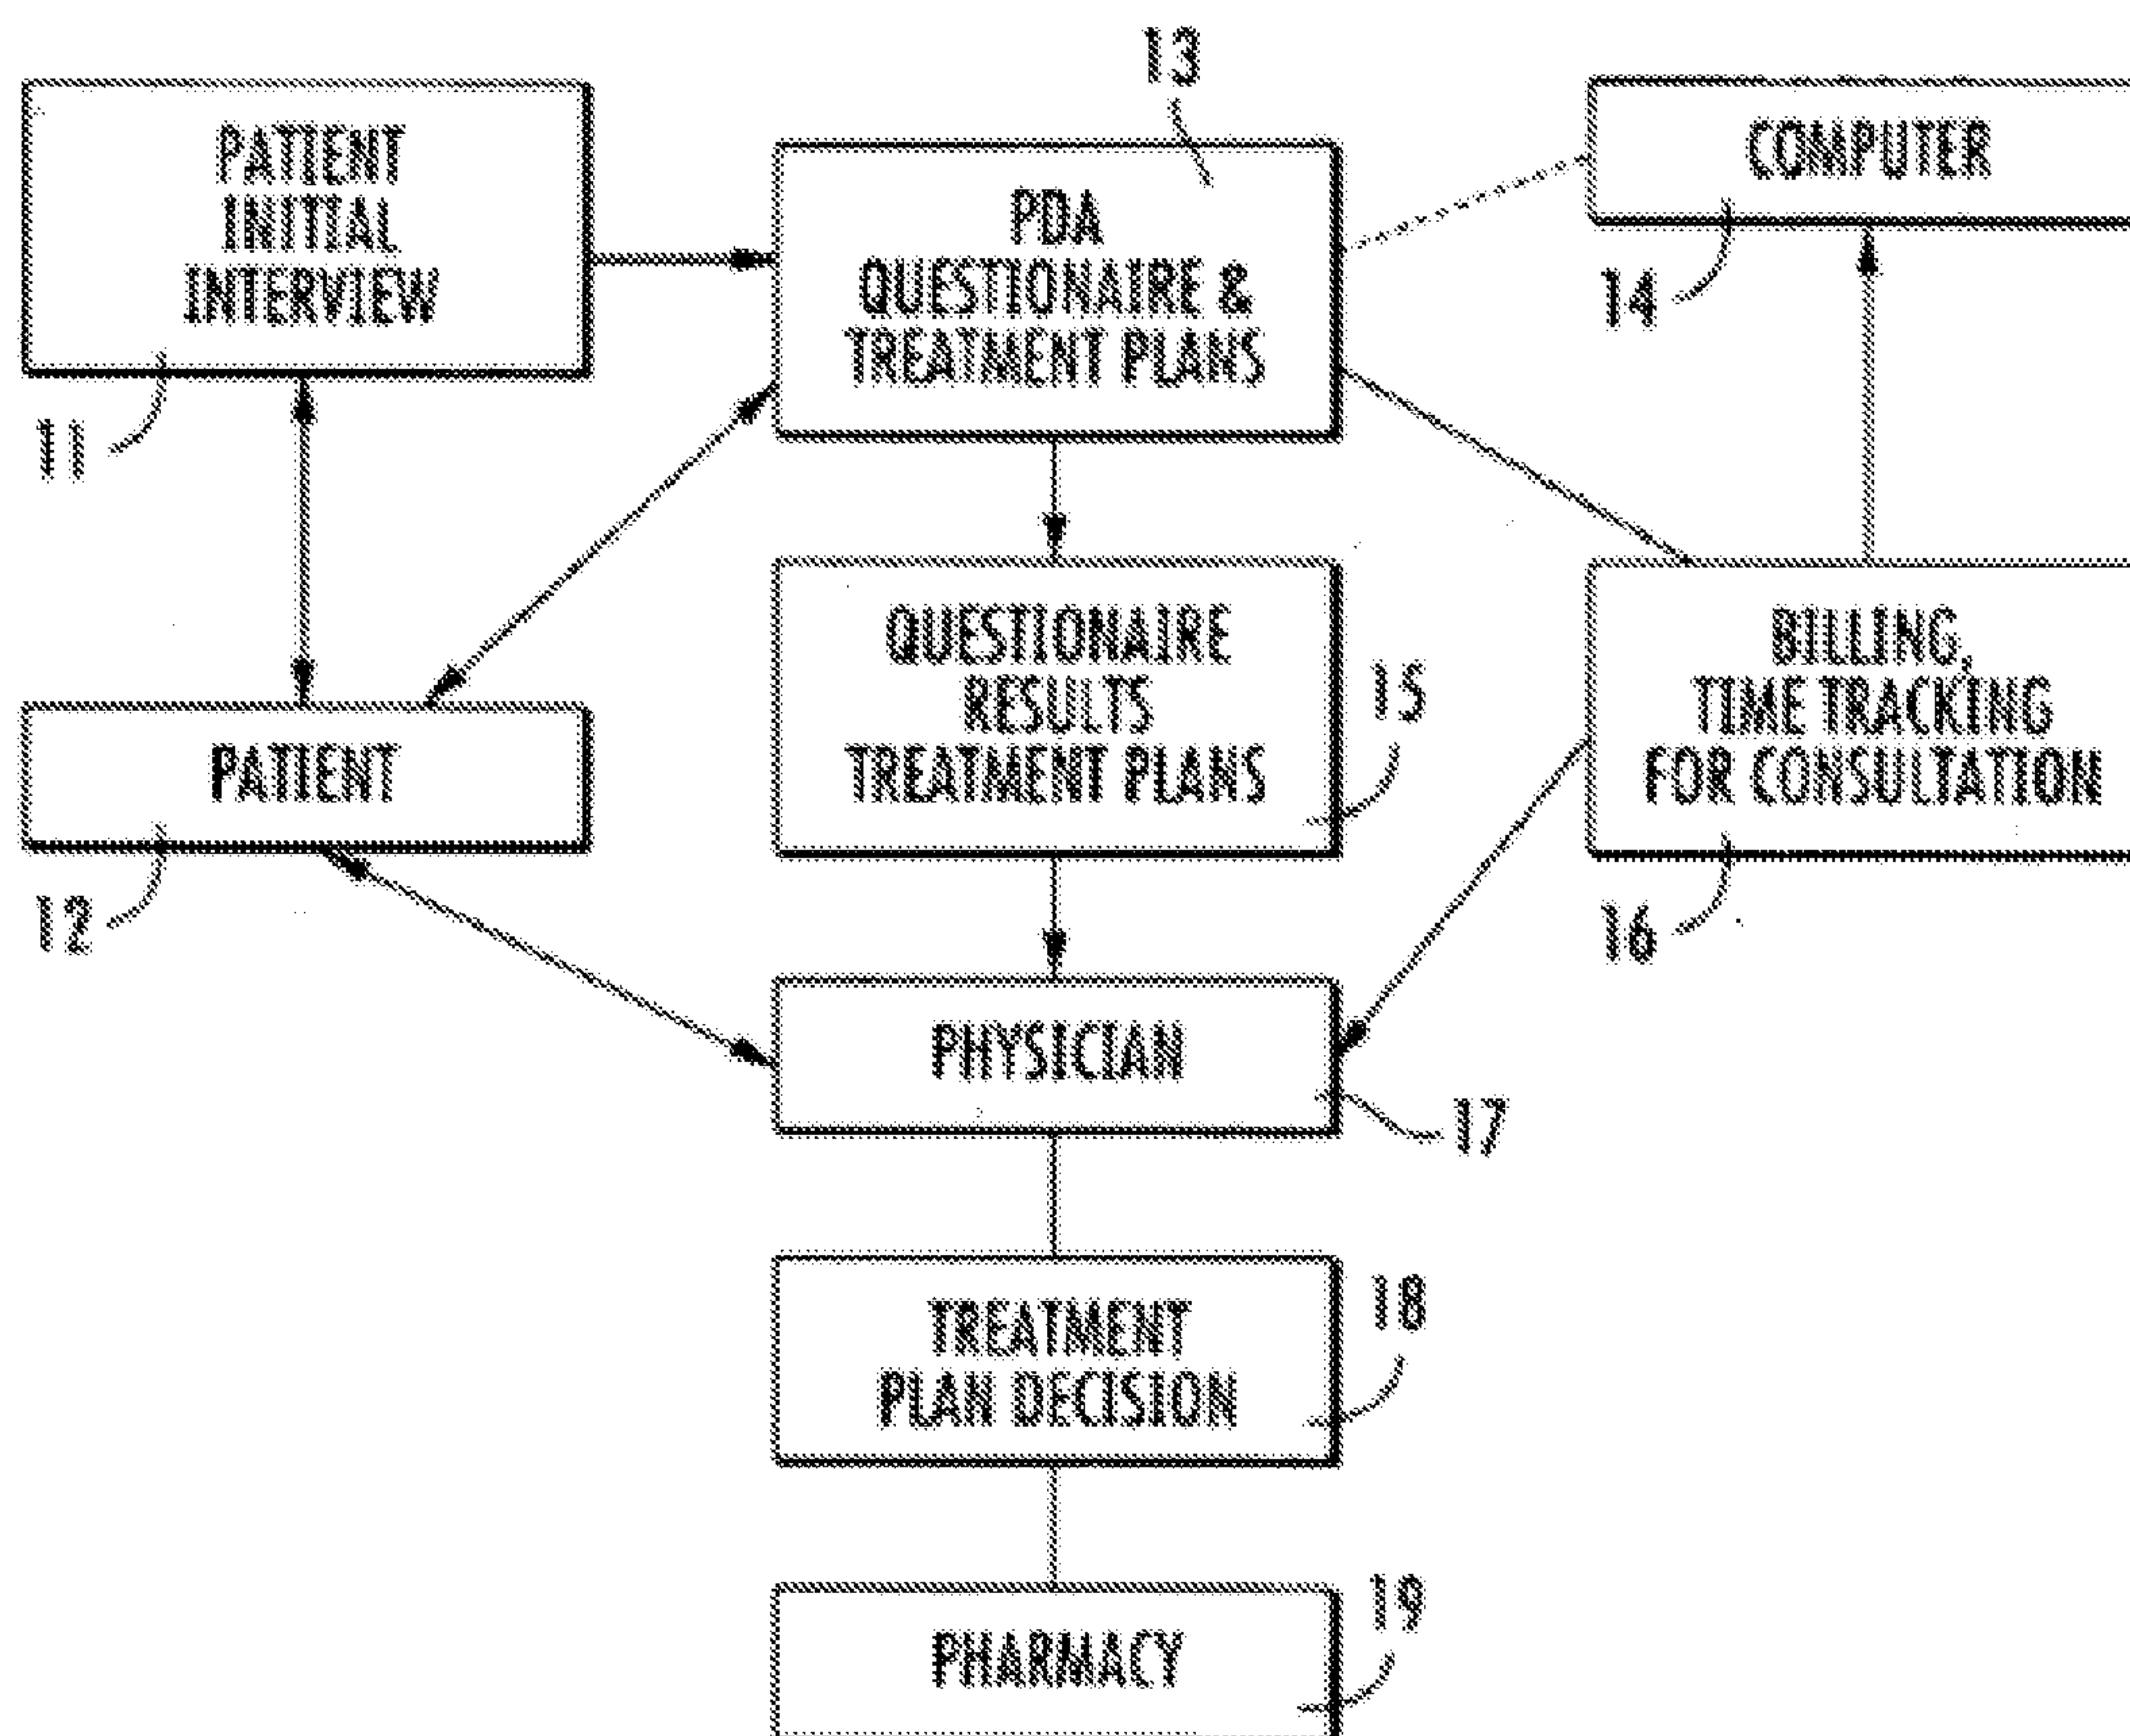 13
PATIENT
INITIAL
INTERVIEW
11
PDA
QUESTIONAIRE &
TREATMENT PLANS
COMPUTER
14
PATIENT
12
QUESTIONAIRE
RESULTS
TREATMENT PLANS
15
BILLING,
TIME TRACKING
FOR CONSULTATION
16
PHYSICIAN
17
TREATMENT
PLAN DECISION
18
PHARMACY
19